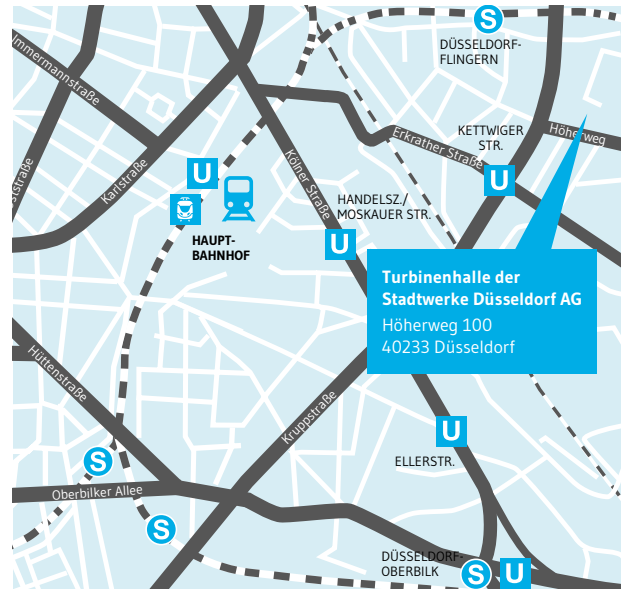 S
DÜSSELDORF-
FLINGERN
Immermannstraße
KETTWIGER
STR.
Höherweg
Erkrather Straße
U
U
Karlstraße
Kölner Straße
HANDELSZ./
MOSKAUER STR.
U
HAUPT-
BAHNHOF
Turbinenhalle der
Stadtwerke Düsseldorf AG
Höherweg 100
40233 Düsseldorf
Hüttenstraße
Kruppstraße
U
ELLERSTR.
S
Oberbilker Allee
S
DÜSSELDORF-
OBERBILK
S
U